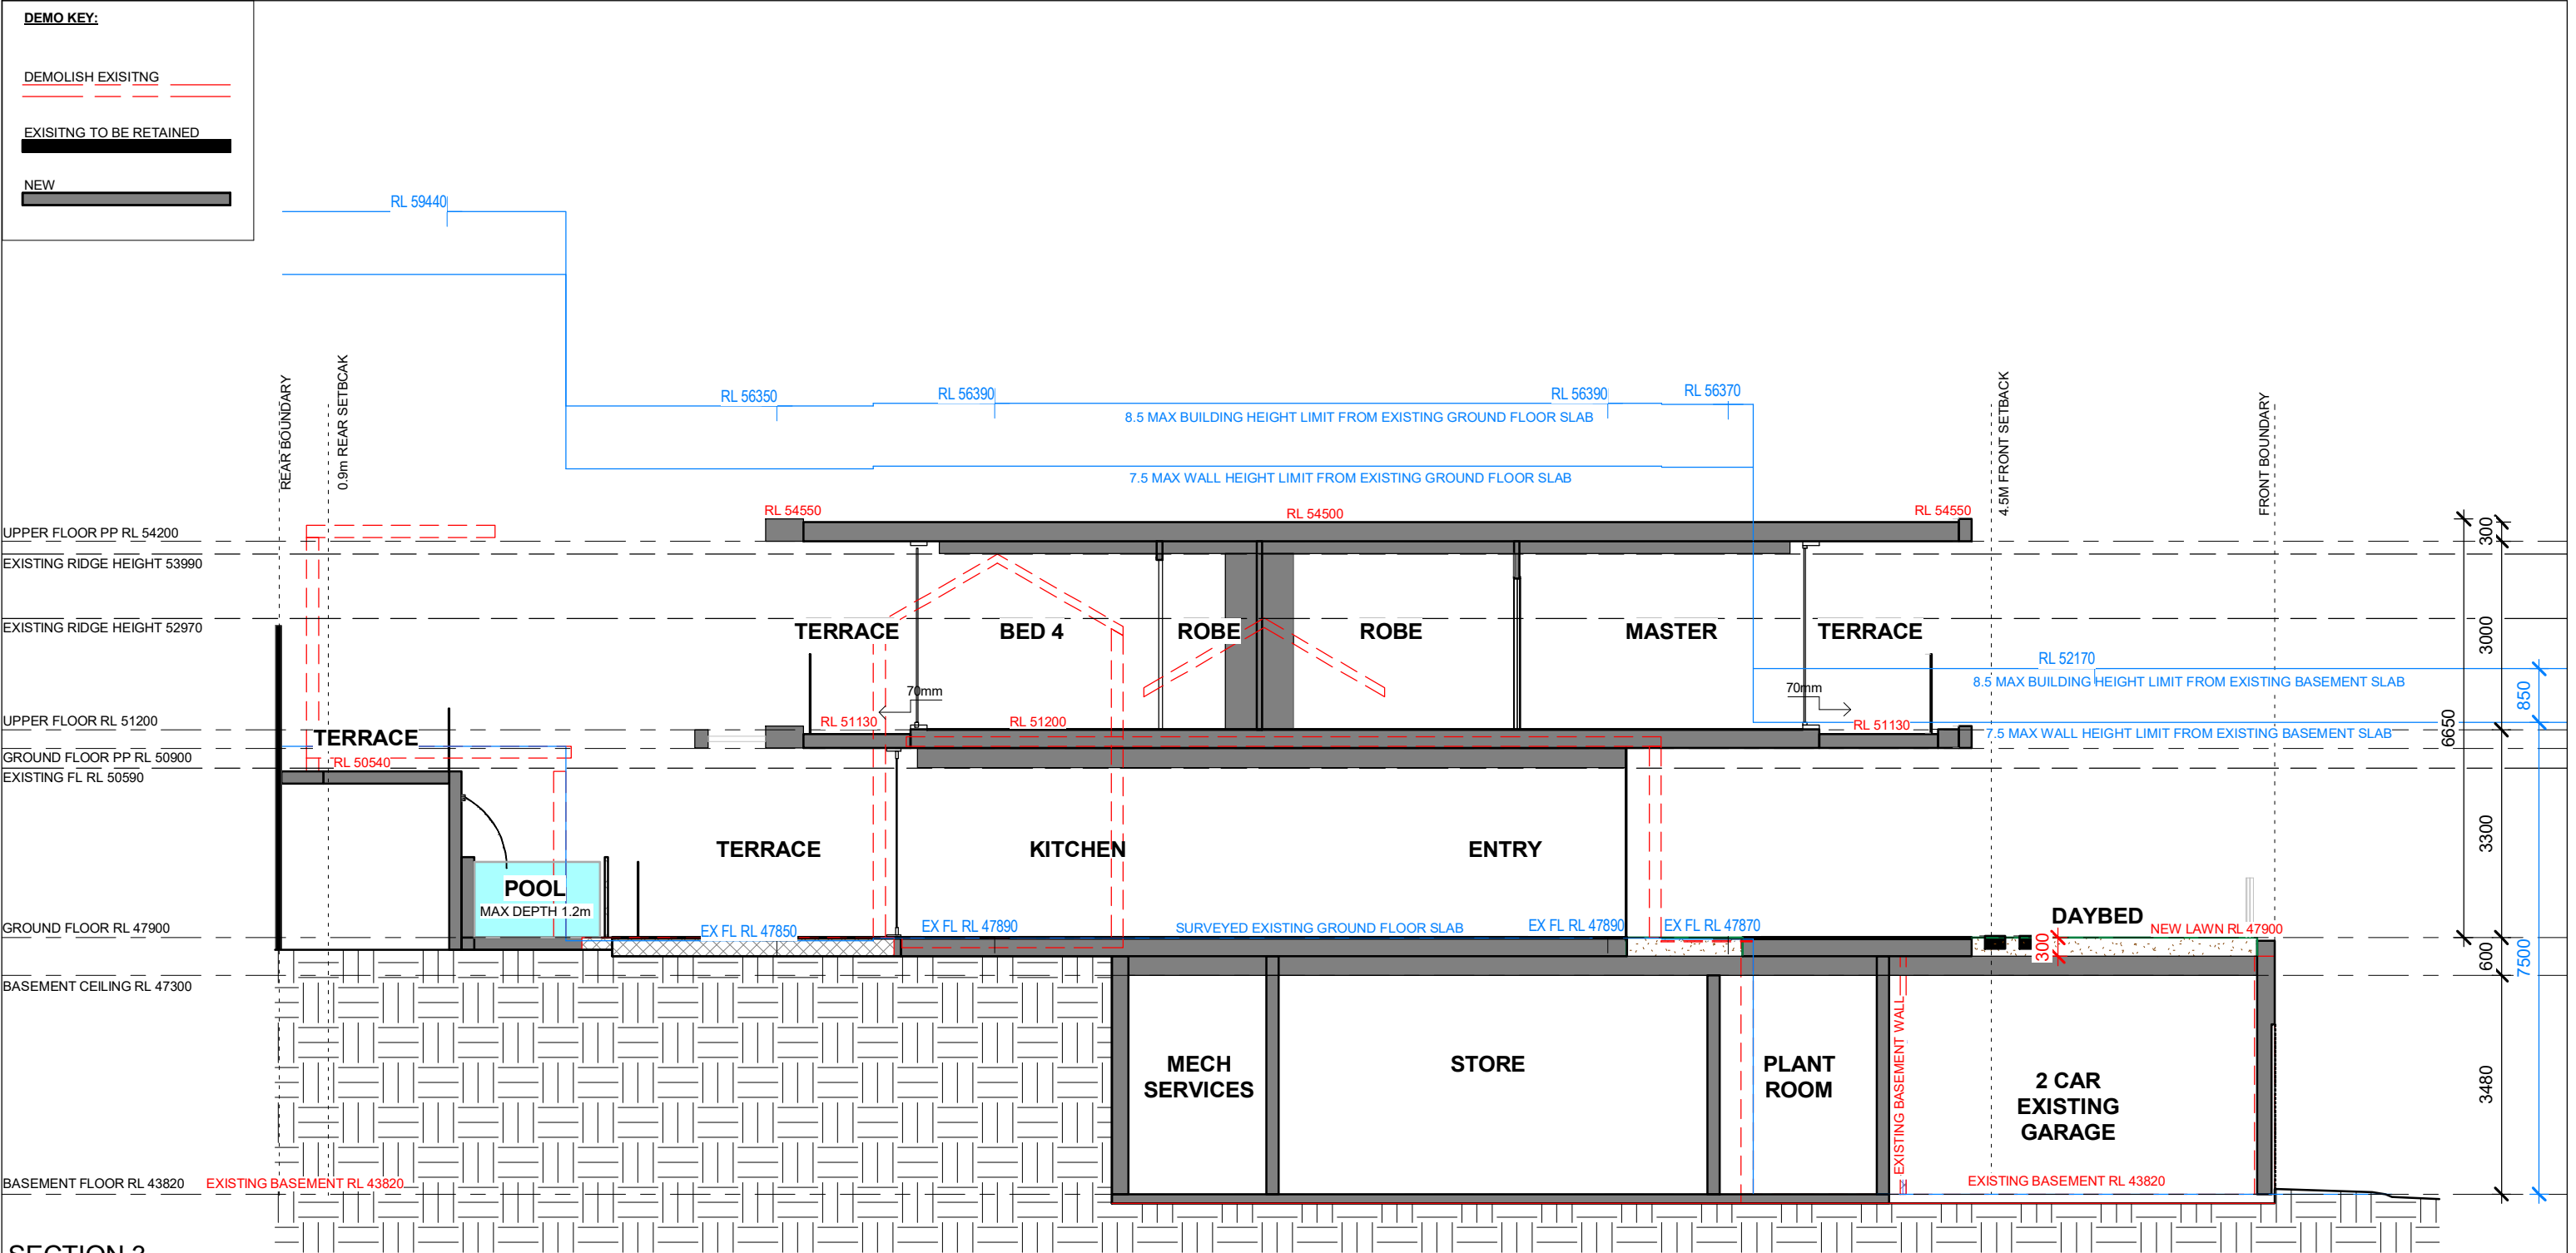 DEMO KEY:
DEMOLISH EXISITNG
EXISITNG TO BE RETAINED
NEW
RL 59440
RL 56350
RL 56390
RL 56390
RL 56370
8.5 MAX BUILDING HEIGHT LIMIT FROM EXISTING GROUND FLOOR SLAB
7.5 MAX WALL HEIGHT LIMIT FROM EXISTING GROUND FLOOR SLAB
REAR BOUNDARY
0.9m REAR SETBCAK
4.5M FRONT SETBACK
FRONT BOUNDARY
RL 54550
RL 54500
RL 54550
UPPER FLOOR PP RL 54200
EXISTING RIDGE HEIGHT 53990
EXISTING RIDGE HEIGHT 52970
300
3000
TERRACE
BED 4
ROBE
ROBE
MASTER
TERRACE
RL 52170
8.5 MAX BUILDING HEIGHT LIMIT FROM EXISTING BASEMENT SLAB
850
70mm
70mm
UPPER FLOOR RL 51200
RL 51130
RL 51200
RL 51130
7.5 MAX WALL HEIGHT LIMIT FROM EXISTING BASEMENT SLAB
6650
TERRACE
GROUND FLOOR PP RL 50900
RL 50540
EXISTING FL RL 50590
TERRACE
KITCHEN
ENTRY
3300
POOL
MAX DEPTH 1.2m
DAYBED
GROUND FLOOR RL 47900
EX FL RL 47850
EX FL RL 47890
SURVEYED EXISTING GROUND FLOOR SLAB
EX FL RL 47890
EX FL RL 47870
NEW LAWN RL 47900
300
600
7500
BASEMENT CEILING RL 47300
MECH
SERVICES
STORE
PLANT
ROOM
EXISTING BASEMENT WALL
2 CAR
EXISTING
GARAGE
3480
BASEMENT FLOOR RL 43820
EXISTING BASEMENT RL 43820
EXISTING BASEMENT RL 43820
SECTION 3